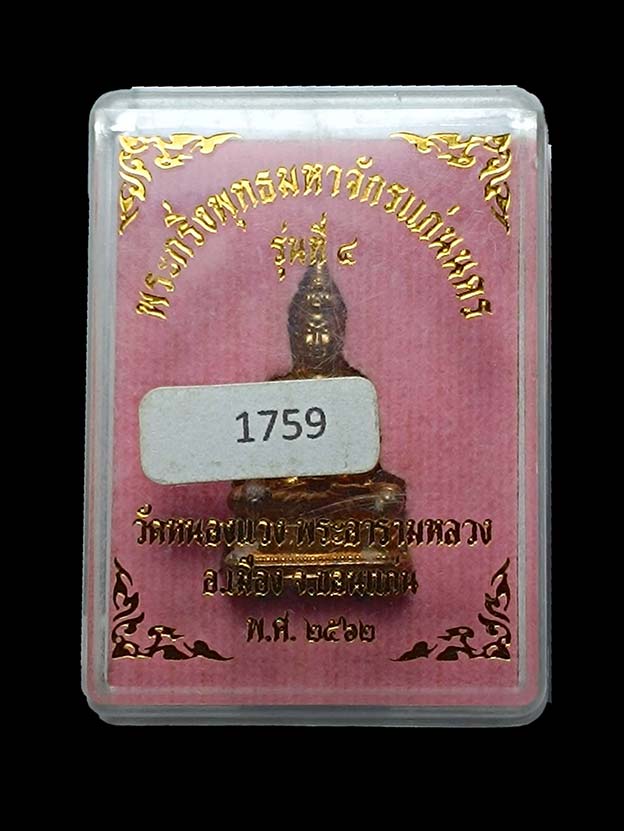 พระกริ่งพุทธมหาจักรแก่นนคร
รุ่นที่ ๔
1759
วัดหนองแวง พระอารามหลวง
อ.เมือง จ.ขอนแก่น
พ.ศ. ๒๕๖๒